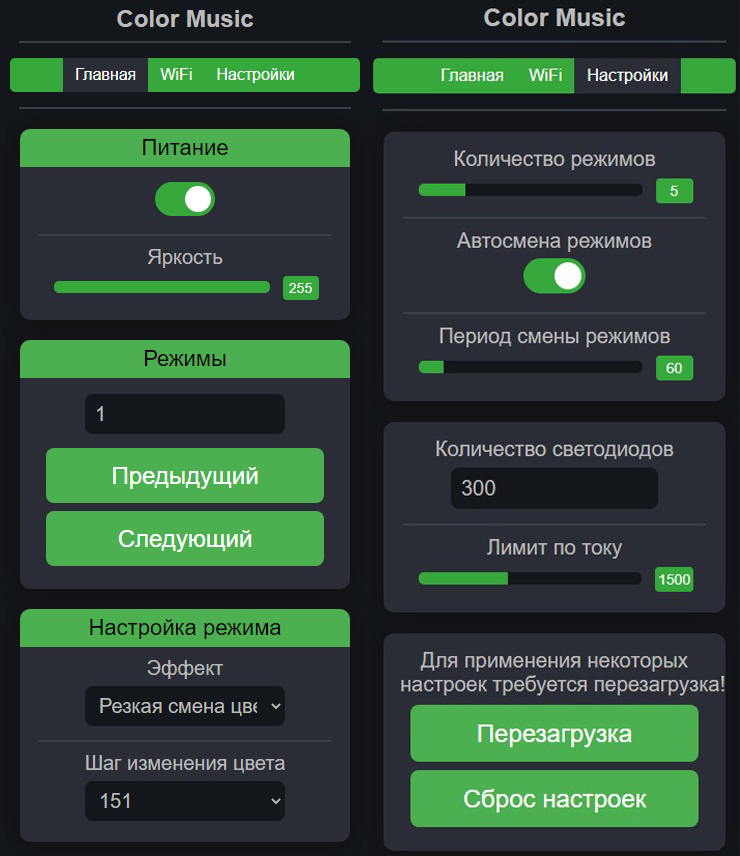 Color Music
Главная WiFi Настройки
Питание
Яркость
255
Режимы
1
Предыдущий
Следующий
Настройка режима
Эффект
Резкая смена цве
Шаг изменения цвета
151
Color Music
Главная WiFi Настройки
Количество режимов
5
Автосмена режимов
Период смены режимов
60
Количество светодиодов
300
Лимит по току
1500
Для применения некоторых
настроек требуется перезагрузка!
Перезагрузка
Сброс настроек